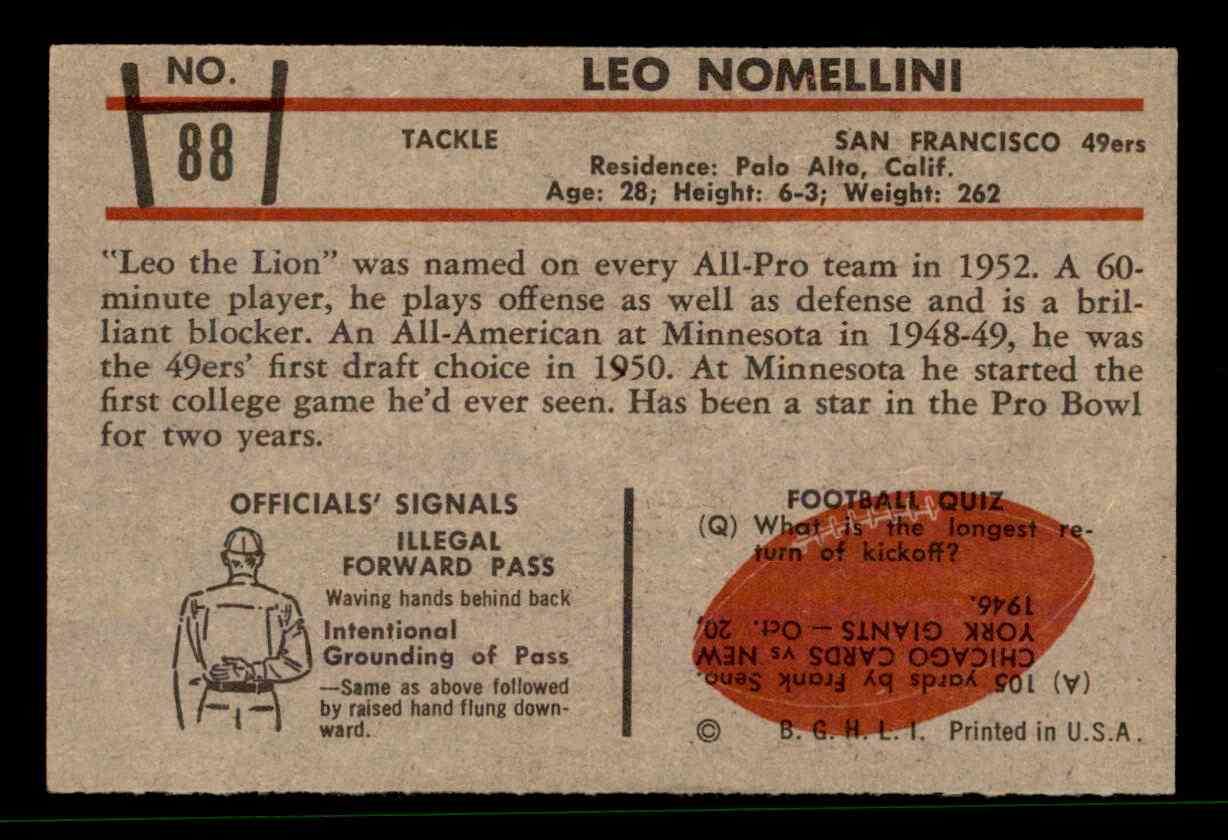 NO.
88
LEO NOMELLINI
TACKLE
SAN FRANCISCO 49ers
Residence: Palo Alto, Calif.
Age: 28; Height: 6-3; Weight: 262
"Leo the Lion" was named on every All-Pro team in 1952. A 60-
minute player, he plays offense as well as defense and is a bril-
liant blocker. An All-American at Minnesota in 1948-49, he was
the 49ers' first draft choice in 1950. At Minnesota he started the
first college game he'd ever seen. Has been a star in the Pro Bowl
for two years.
OFFICIALS' SIGNALS
ILLEGAL
FORWARD PASS
Waving hands behind back
Intentional
Grounding of Pass
—Same as above followed
by raised hand flung down-
ward.
FOOTBALL QUIZ
(Q) What is the longest re-
turn of kickoff?
(A) 105 yards by Frank Seno,
CHICAGO CARDS vs NEW
YORK GIANTS — Oct. 20,
1946.
© B. G. H. L. I. Printed in U.S.A.